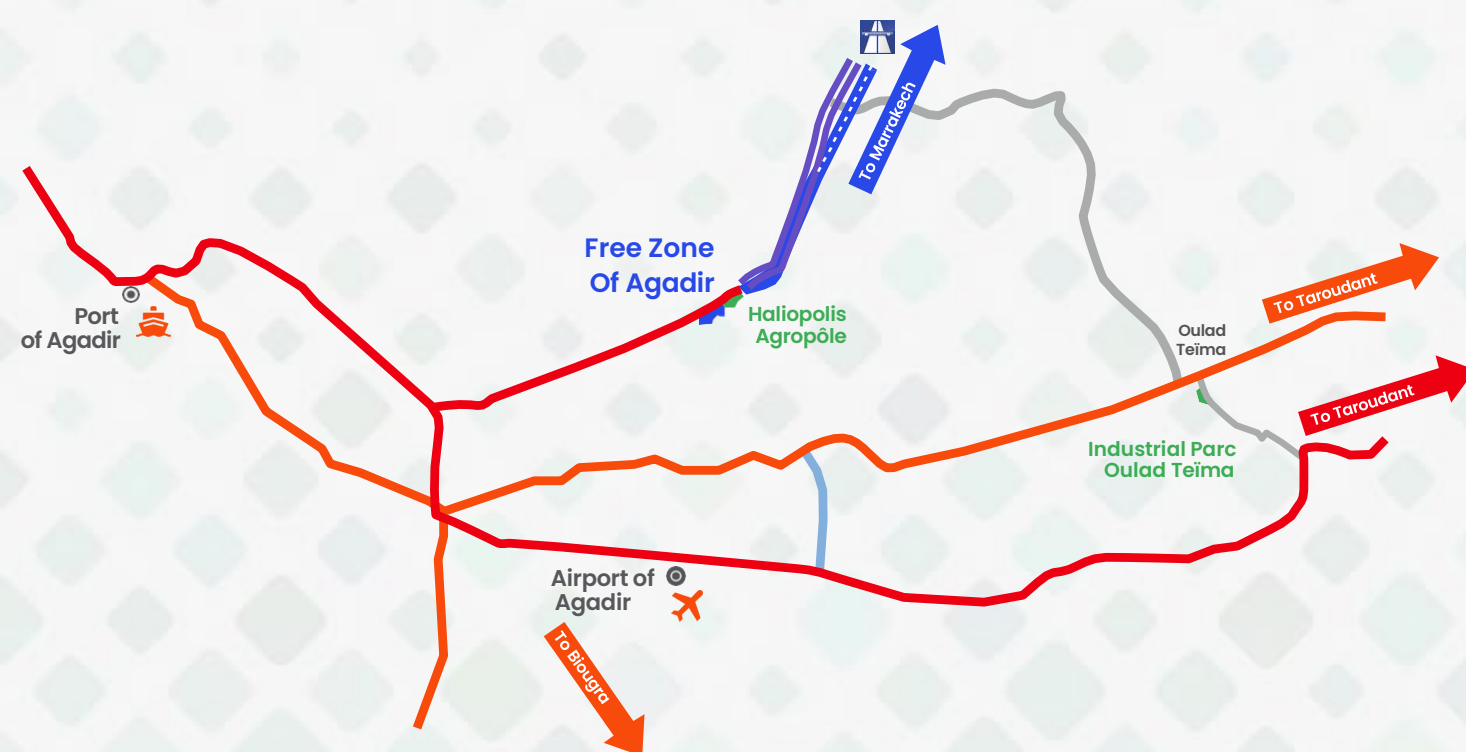 To Marrakech
Free Zone
Of Agadir
Haliopolis
Agropôle
Port
of Agadir
To Taroudant
Oulad
Teïma
To Taroudant
Industrial Parc
Oulad Teïma
Airport of
Agadir
To Biougra